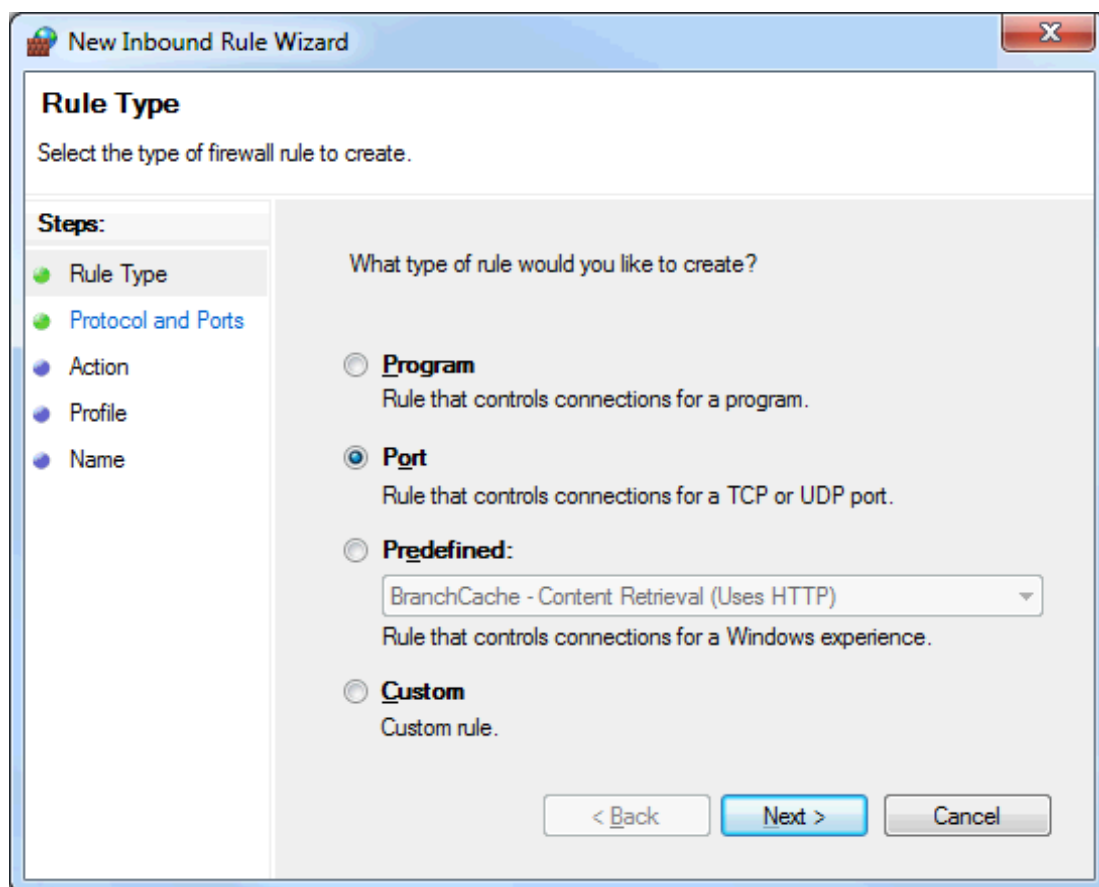 New Inbound Rule Wizard
Rule Type
Select the type of firewall rule to create.
Steps:
Rule Type
Protocol and Ports
Action
Profile
Name
What type of rule would you like to create?
Program
Rule that controls connections for a program.
Port
Rule that controls connections for a TCP or UDP port.
Predefined:
BranchCache - Content Retrieval (Uses HTTP)
Rule that controls connections for a Windows experience.
Custom
Custom rule.
< Back Next > Cancel